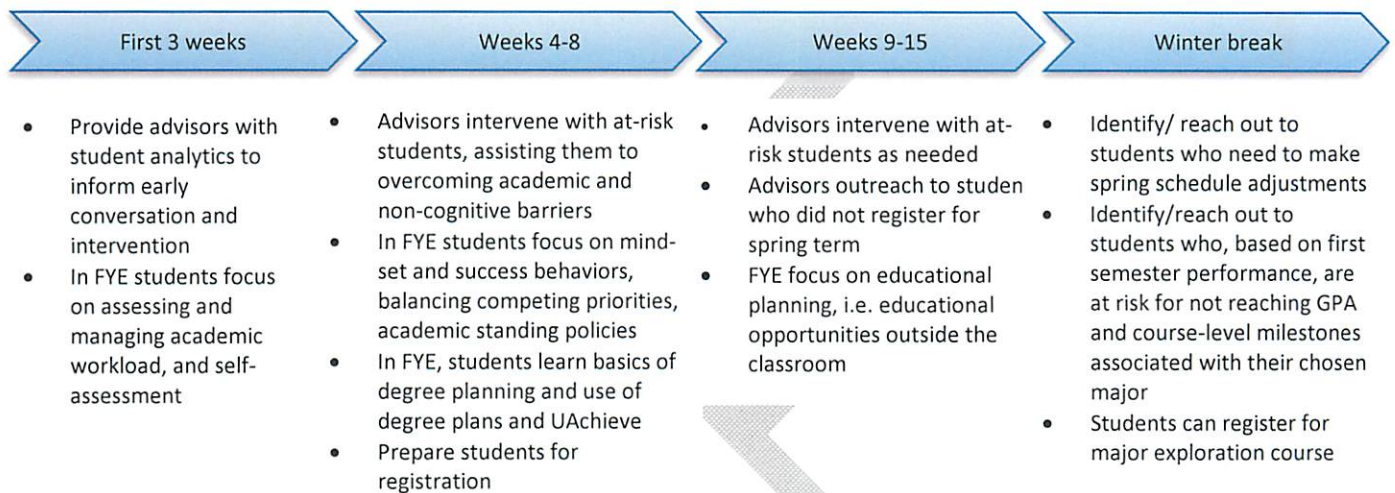 First 3 weeks
Weeks 4-8
Weeks 9-15
Winter break
• Provide advisors with
student analytics to
inform early
conversation and
intervention
• In FYE students focus
on assessing and
managing academic
workload, and self-
assessment
• Advisors intervene with at-risk
students, assisting them to
overcoming academic and
non-cognitive barriers
• In FYE students focus on mind-
set and success behaviors,
balancing competing priorities,
academic standing policies
• In FYE, students learn basics of
degree planning and use of
degree plans and UAchieve
• Prepare students for
registration
• Advisors intervene with at-
risk students as needed
• Advisors outreach to studen
who did not register for
spring term
• FYE focus on educational
planning, i.e. educational
opportunities outside the
classroom
• Identify/ reach out to
students who need to make
spring schedule adjustments
• Identify/reach out to
students who, based on first
semester performance, are
at risk for not reaching GPA
and course-level milestones
associated with their chosen
major
• Students can register for
major exploration course